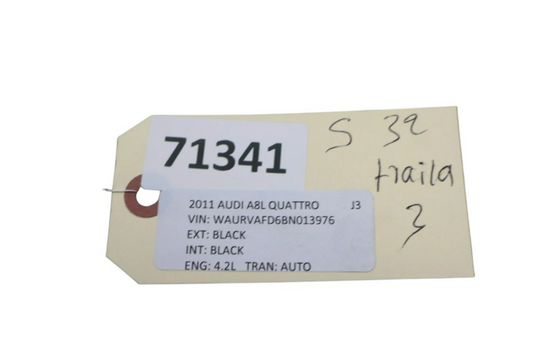 71341
2011 AUDI A8L QUATTRO J3
VIN: WAURVAFD6BN013976
EXT: BLACK
INT: BLACK
ENG: 4.2L TRAN: AUTO
S 39
traila
3